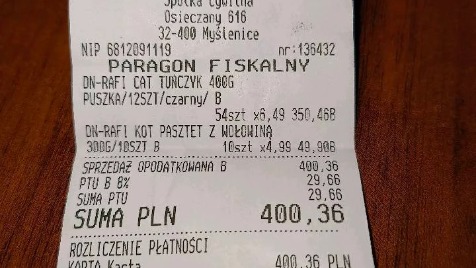 Spółka Cywilna
Osieczany 616
32-400 Myślenice
NIP 6812091119 nr:136432
PARAGON FISKALNY
DN-RAFI CAT TUŃCZYK 400G
PUSZKA/12SZT/czarny/ B
54szt x6,49 350,46B
DN-RAFI KOT PASZTET Z WOŁOWINĄ
300G/10SZT B 10szt x4,99 49,90B
SPRZEDAŻ OPODATKOWANA B 400,36
PTU B 8% 29,66
SUMA PTU 29,66
SUMA PLN 400,36
ROZLICZENIE PŁATNOŚCI
KARTA Karta 400,36 PLN